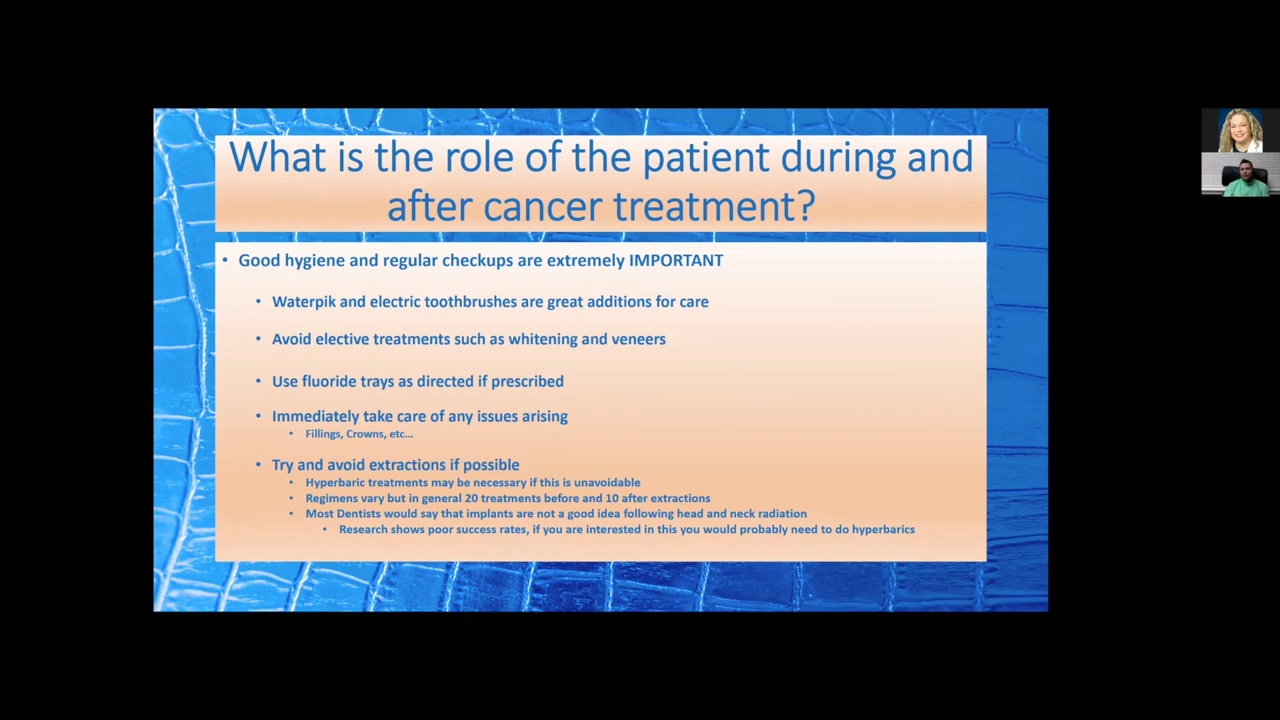 What is the role of the patient during and
after cancer treatment?
• Good hygiene and regular checkups are extremely IMPORTANT
• Waterpik and electric toothbrushes are great additions for care
• Avoid elective treatments such as whitening and veneers
• Use fluoride trays as directed if prescribed
• Immediately take care of any issues arising
• Fillings, Crowns, etc…
• Try and avoid extractions if possible
• Hyperbaric treatments may be necessary if this is unavoidable
• Regimens vary but in general 20 treatments before and 10 after extractions
• Most Dentists would say that implants are not a good idea following head and neck radiation
• Research shows poor success rates, if you are interested in this you would probably need to do hyperbarics